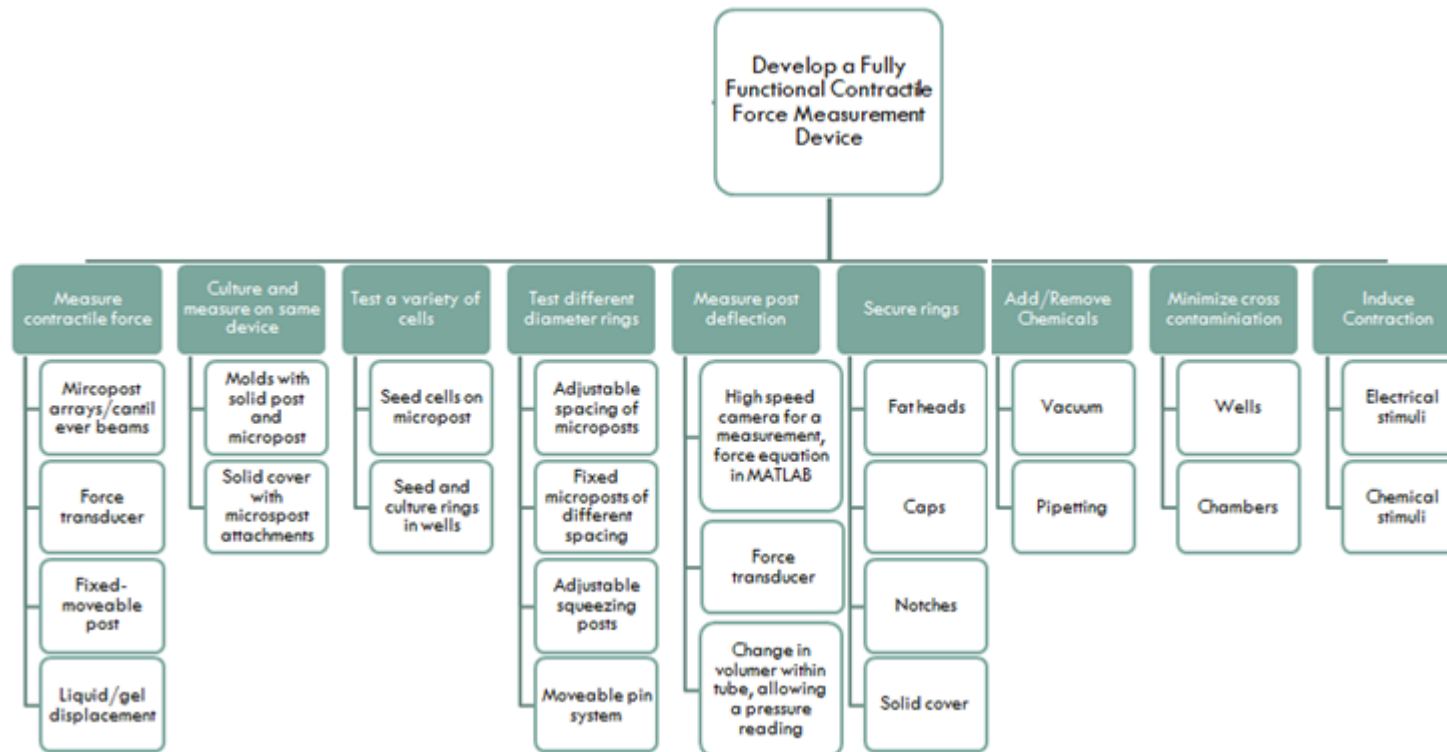 Develop a Fully
Functional Contractile
Force Measurement
Device
Measure
contractile force
Mircopost
arrays/cantil
ever beams
Force
transducer
Fixed-
moveable
post
Liquid/gel
displacement
Culture and
measure on same
device
Molds with
solid post
and
micropost
Solid cover
with
microspost
attachments
Test a variety of
cells
Seed cells on
micropost
Seed and
culture rings
in wells
Test different
diameter rings
Adjustable
spacing of
microposts
Fixed
microposts of
different
spacing
Adjustable
squeezing
posts
Moveable pin
system
Measure post
deflection
High speed
camera for a
measurement,
force equation
in MATLAB
Force
transducer
Change in
volumer within
tube, allowing
a pressure
reading
Secure rings
Fat heads
Caps
Notches
Solid cover
Add/Remove
Chemicals
Vacuum
Pipetting
Minimize cross
contaminiation
Wells
Chambers
Induce
Contraction
Electrical
stimuli
Chemical
stimuli